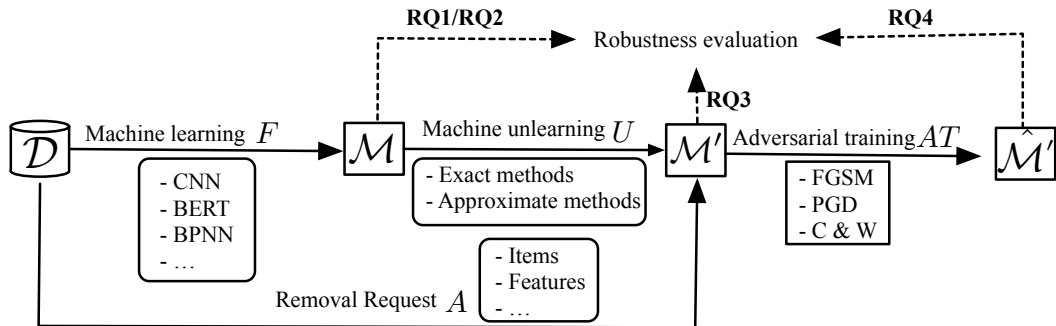 RQ1/RQ2
Robustness evaluation
RQ4
RQ3
D
Machine learning F
M
Machine unlearning U
M′
Adversarial training AT
M̂′
- CNN
- BERT
- BPNN
- ...
- Exact methods
- Approximate methods
- FGSM
- PGD
- C & W
- Items
- Features
- ...
Removal Request A